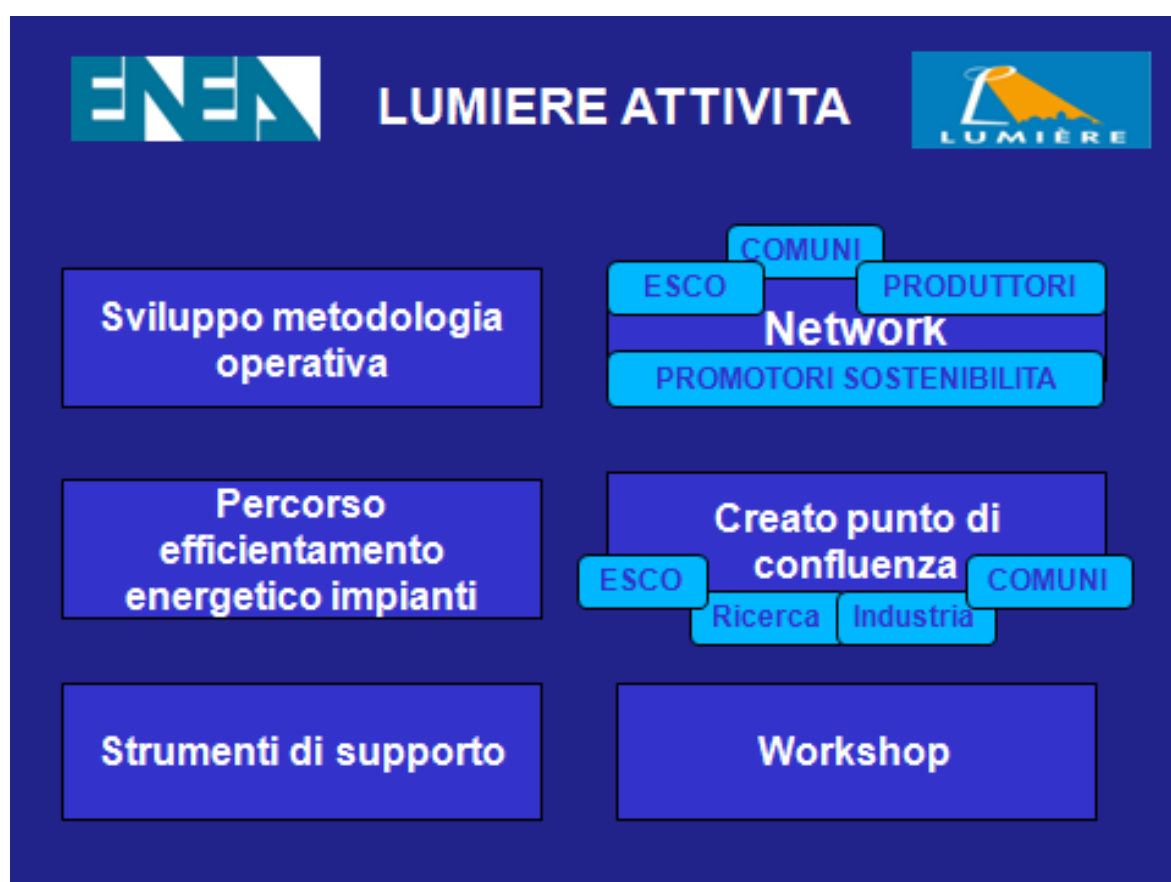 ENEA
LUMIERE ATTIVITA
LUMIÈRE
Sviluppo metodologia
operativa
COMUNI
ESCO
PRODUTTORI
Network
PROMOTORI SOSTENIBILITA
Percorso
efficientamento
energetico impianti
Creato punto di
confluenza
ESCO
COMUNI
Ricerca
Industria
Strumenti di supporto
Workshop